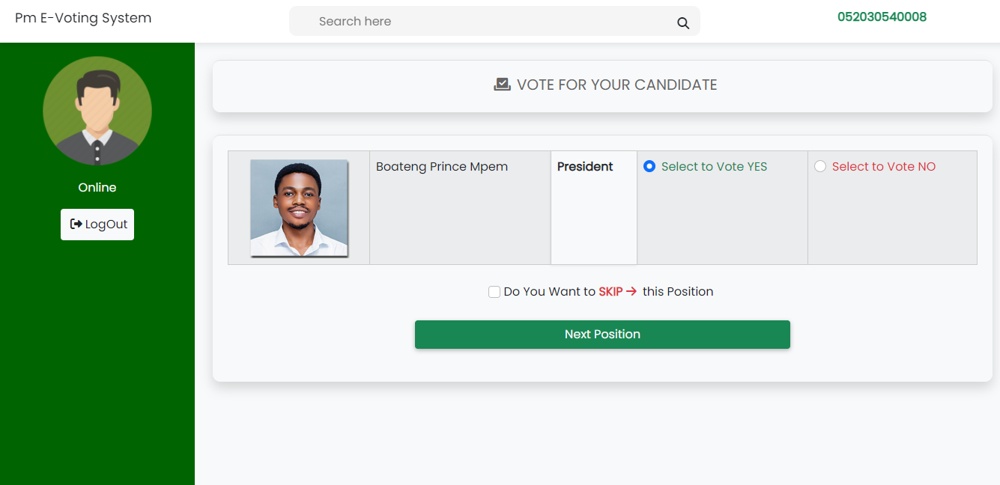 Pm E-Voting System
Search here
052030540008
VOTE FOR YOUR CANDIDATE
Online
LogOut
Boateng Prince Mpem
President
Select to Vote YES
Select to Vote NO
Do You Want to SKIP → this Position
Next Position